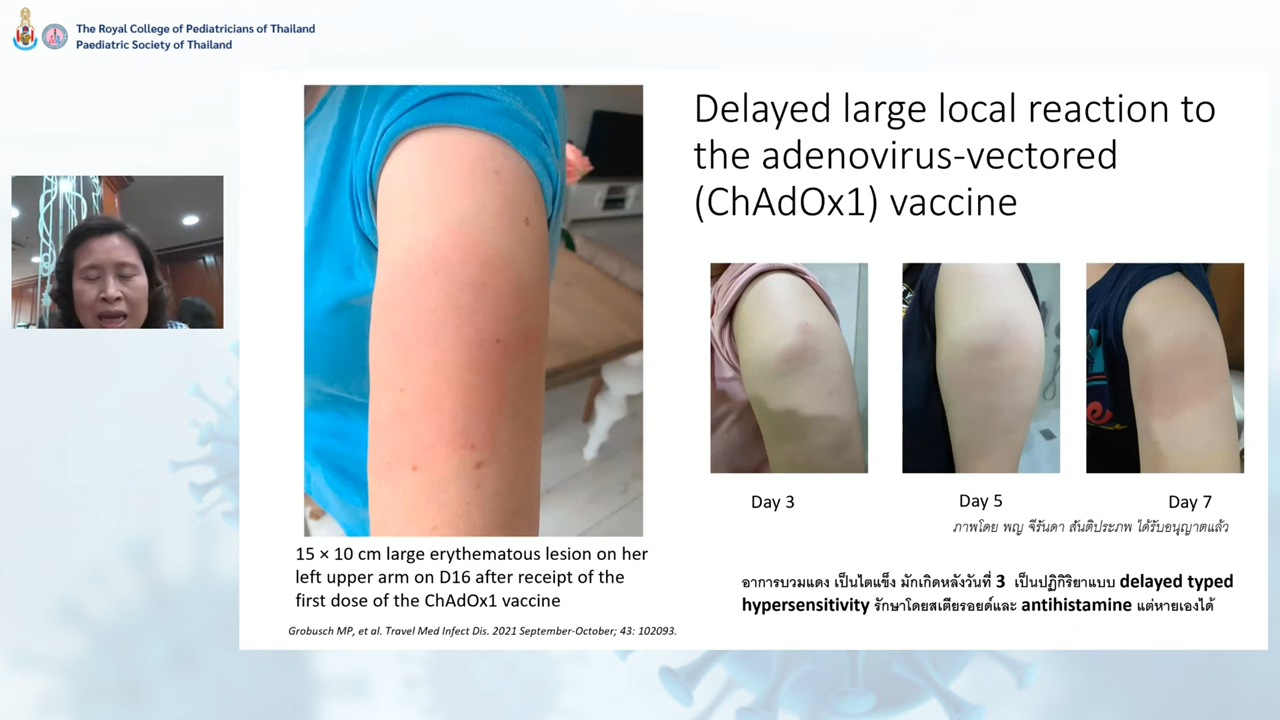 The Royal College of Pediatricians of Thailand
Paediatric Society of Thailand
Delayed large local reaction to
the adenovirus-vectored
(ChAdOx1) vaccine
15 × 10 cm large erythematous lesion on her
left upper arm on D16 after receipt of the
first dose of the ChAdOx1 vaccine
Grobusch MP, et al. Travel Med Infect Dis. 2021 September-October; 43: 102093.
Day 3
Day 5
Day 7
ภาพโดย พญ จีรันดา สันติประภพ ได้รับอนุญาตแล้ว
อาการบวมแดง เป็นไตแข็ง มักเกิดหลังวันที่ 3 เป็นปฏิกิริยาแบบ delayed typed
hypersensitivity รักษาโดยสเตียรอยด์และ antihistamine แต่หายเองได้